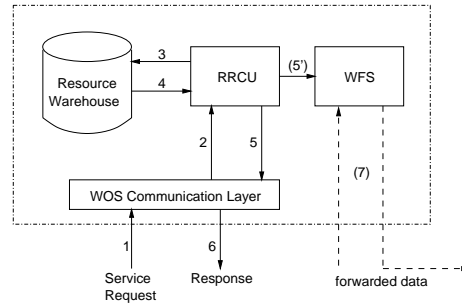 3
RRCU
(5')
WFS
Resource
Warehouse
4
2
5
(7)
WOS Communication Layer
1
6
Service
Request
Response
forwarded data